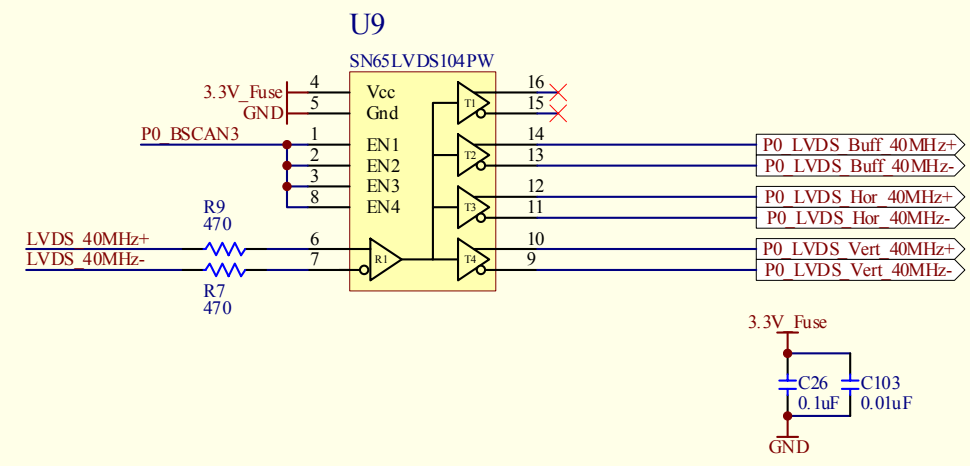 U9
SN65LVDS104PW
3.3V_Fuse 4 Vcc T1 16
GND 5 Gnd 15
P0_BSCAN3 1 EN1 T2 14 P0_LVDS_Buff_40MHz+
2 EN2 13 P0_LVDS_Buff_40MHz-
3 EN3 T3 12 P0_LVDS_Hor_40MHz+
8 EN4 11 P0_LVDS_Hor_40MHz-
R9
470
LVDS_40MHz+ 6 R1 T4 10 P0_LVDS_Vert_40MHz+
LVDS_40MHz- 7 9 P0_LVDS_Vert_40MHz-
R7
470
3.3V_Fuse
C26 C103
0.1uF 0.01uF
GND